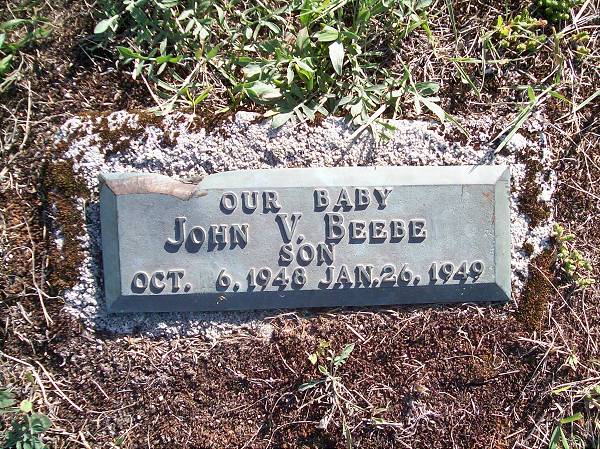 OUR BABY
JOHN V. BEEBE
SON
OCT. 6, 1948 JAN. 26, 1949